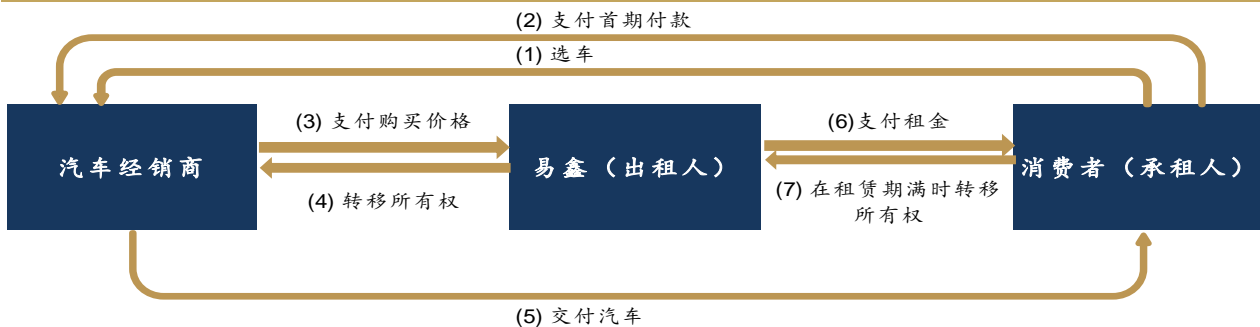 (2) 支付首期付款
(1) 选车
(3) 支付购买价格
(6)支付租金
汽车经销商
易鑫（出租人）
消费者（承租人）
(4) 转移所有权
(7) 在租赁期满时转移
所有权
(5) 交付汽车